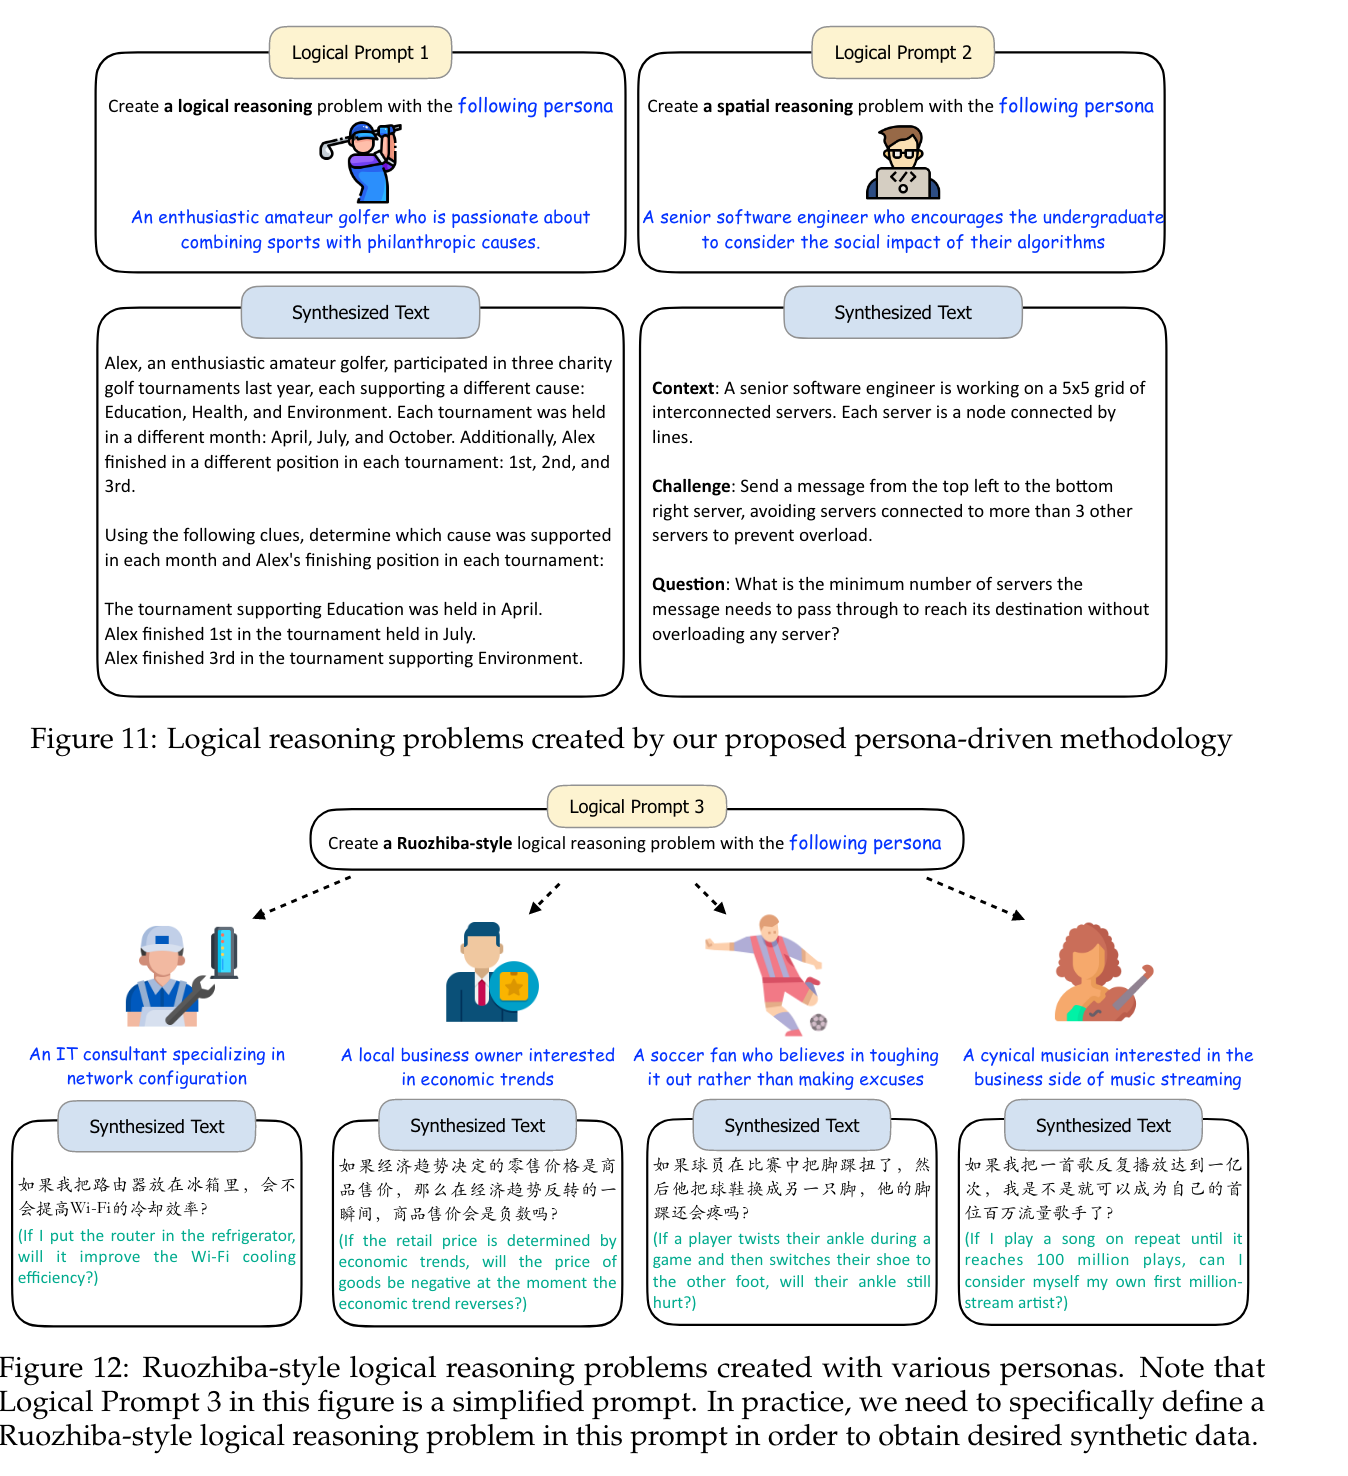 Logical Prompt 1
Create a logical reasoning problem with the following persona
An enthusiastic amateur golfer who is passionate about
combining sports with philanthropic causes.
Logical Prompt 2
Create a spatial reasoning problem with the following persona
A senior software engineer who encourages the undergraduate
to consider the social impact of their algorithms
Synthesized Text
Alex, an enthusiastic amateur golfer, participated in three charity
golf tournaments last year, each supporting a different cause:
Education, Health, and Environment. Each tournament was held
in a different month: April, July, and October. Additionally, Alex
finished in a different position in each tournament: 1st, 2nd, and
3rd.
Using the following clues, determine which cause was supported
in each month and Alex's finishing position in each tournament:
The tournament supporting Education was held in April.
Alex finished 1st in the tournament held in July.
Alex finished 3rd in the tournament supporting Environment.
Synthesized Text
Context: A senior software engineer is working on a 5x5 grid of
interconnected servers. Each server is a node connected by
lines.
Challenge: Send a message from the top left to the bottom
right server, avoiding servers connected to more than 3 other
servers to prevent overload.
Question: What is the minimum number of servers the
message needs to pass through to reach its destination without
overloading any server?
Figure 11: Logical reasoning problems created by our proposed persona-driven methodology
Logical Prompt 3
Create a Ruozhiba-style logical reasoning problem with the following persona
An IT consultant specializing in
network configuration
Synthesized Text
如果我把路由器放在冰箱里，会不
会提高Wi-Fi的冷却效率?
(If I put the router in the refrigerator,
will it improve the Wi-Fi cooling
efficiency?)
A local business owner interested
in economic trends
Synthesized Text
如果经济趋势决定的零售价格是商
品售价，那么在经济趋势反转的一
瞬间，商品售价会是负数吗?
(If the retail price is determined by
economic trends, will the price of
goods be negative at the moment the
economic trend reverses?)
A soccer fan who believes in toughing
it out rather than making excuses
Synthesized Text
如果球员在比赛中把脚踝扭了，然
后他把球鞋换成另一只脚，他的脚
踝还会疼吗?
(If a player twists their ankle during a
game and then switches their shoe to
the other foot, will their ankle still
hurt?)
A cynical musician interested in the
business side of music streaming
Synthesized Text
如果我把一首歌反复播放达到一亿
次，我是不是就可以成为自己的首
位百万流量歌手了?
(If I play a song on repeat until it
reaches 100 million plays, can I
consider myself my own first million-
stream artist?)
Figure 12: Ruozhiba-style logical reasoning problems created with various personas. Note that
Logical Prompt 3 in this figure is a simplified prompt. In practice, we need to specifically define a
Ruozhiba-style logical reasoning problem in this prompt in order to obtain desired synthetic data.